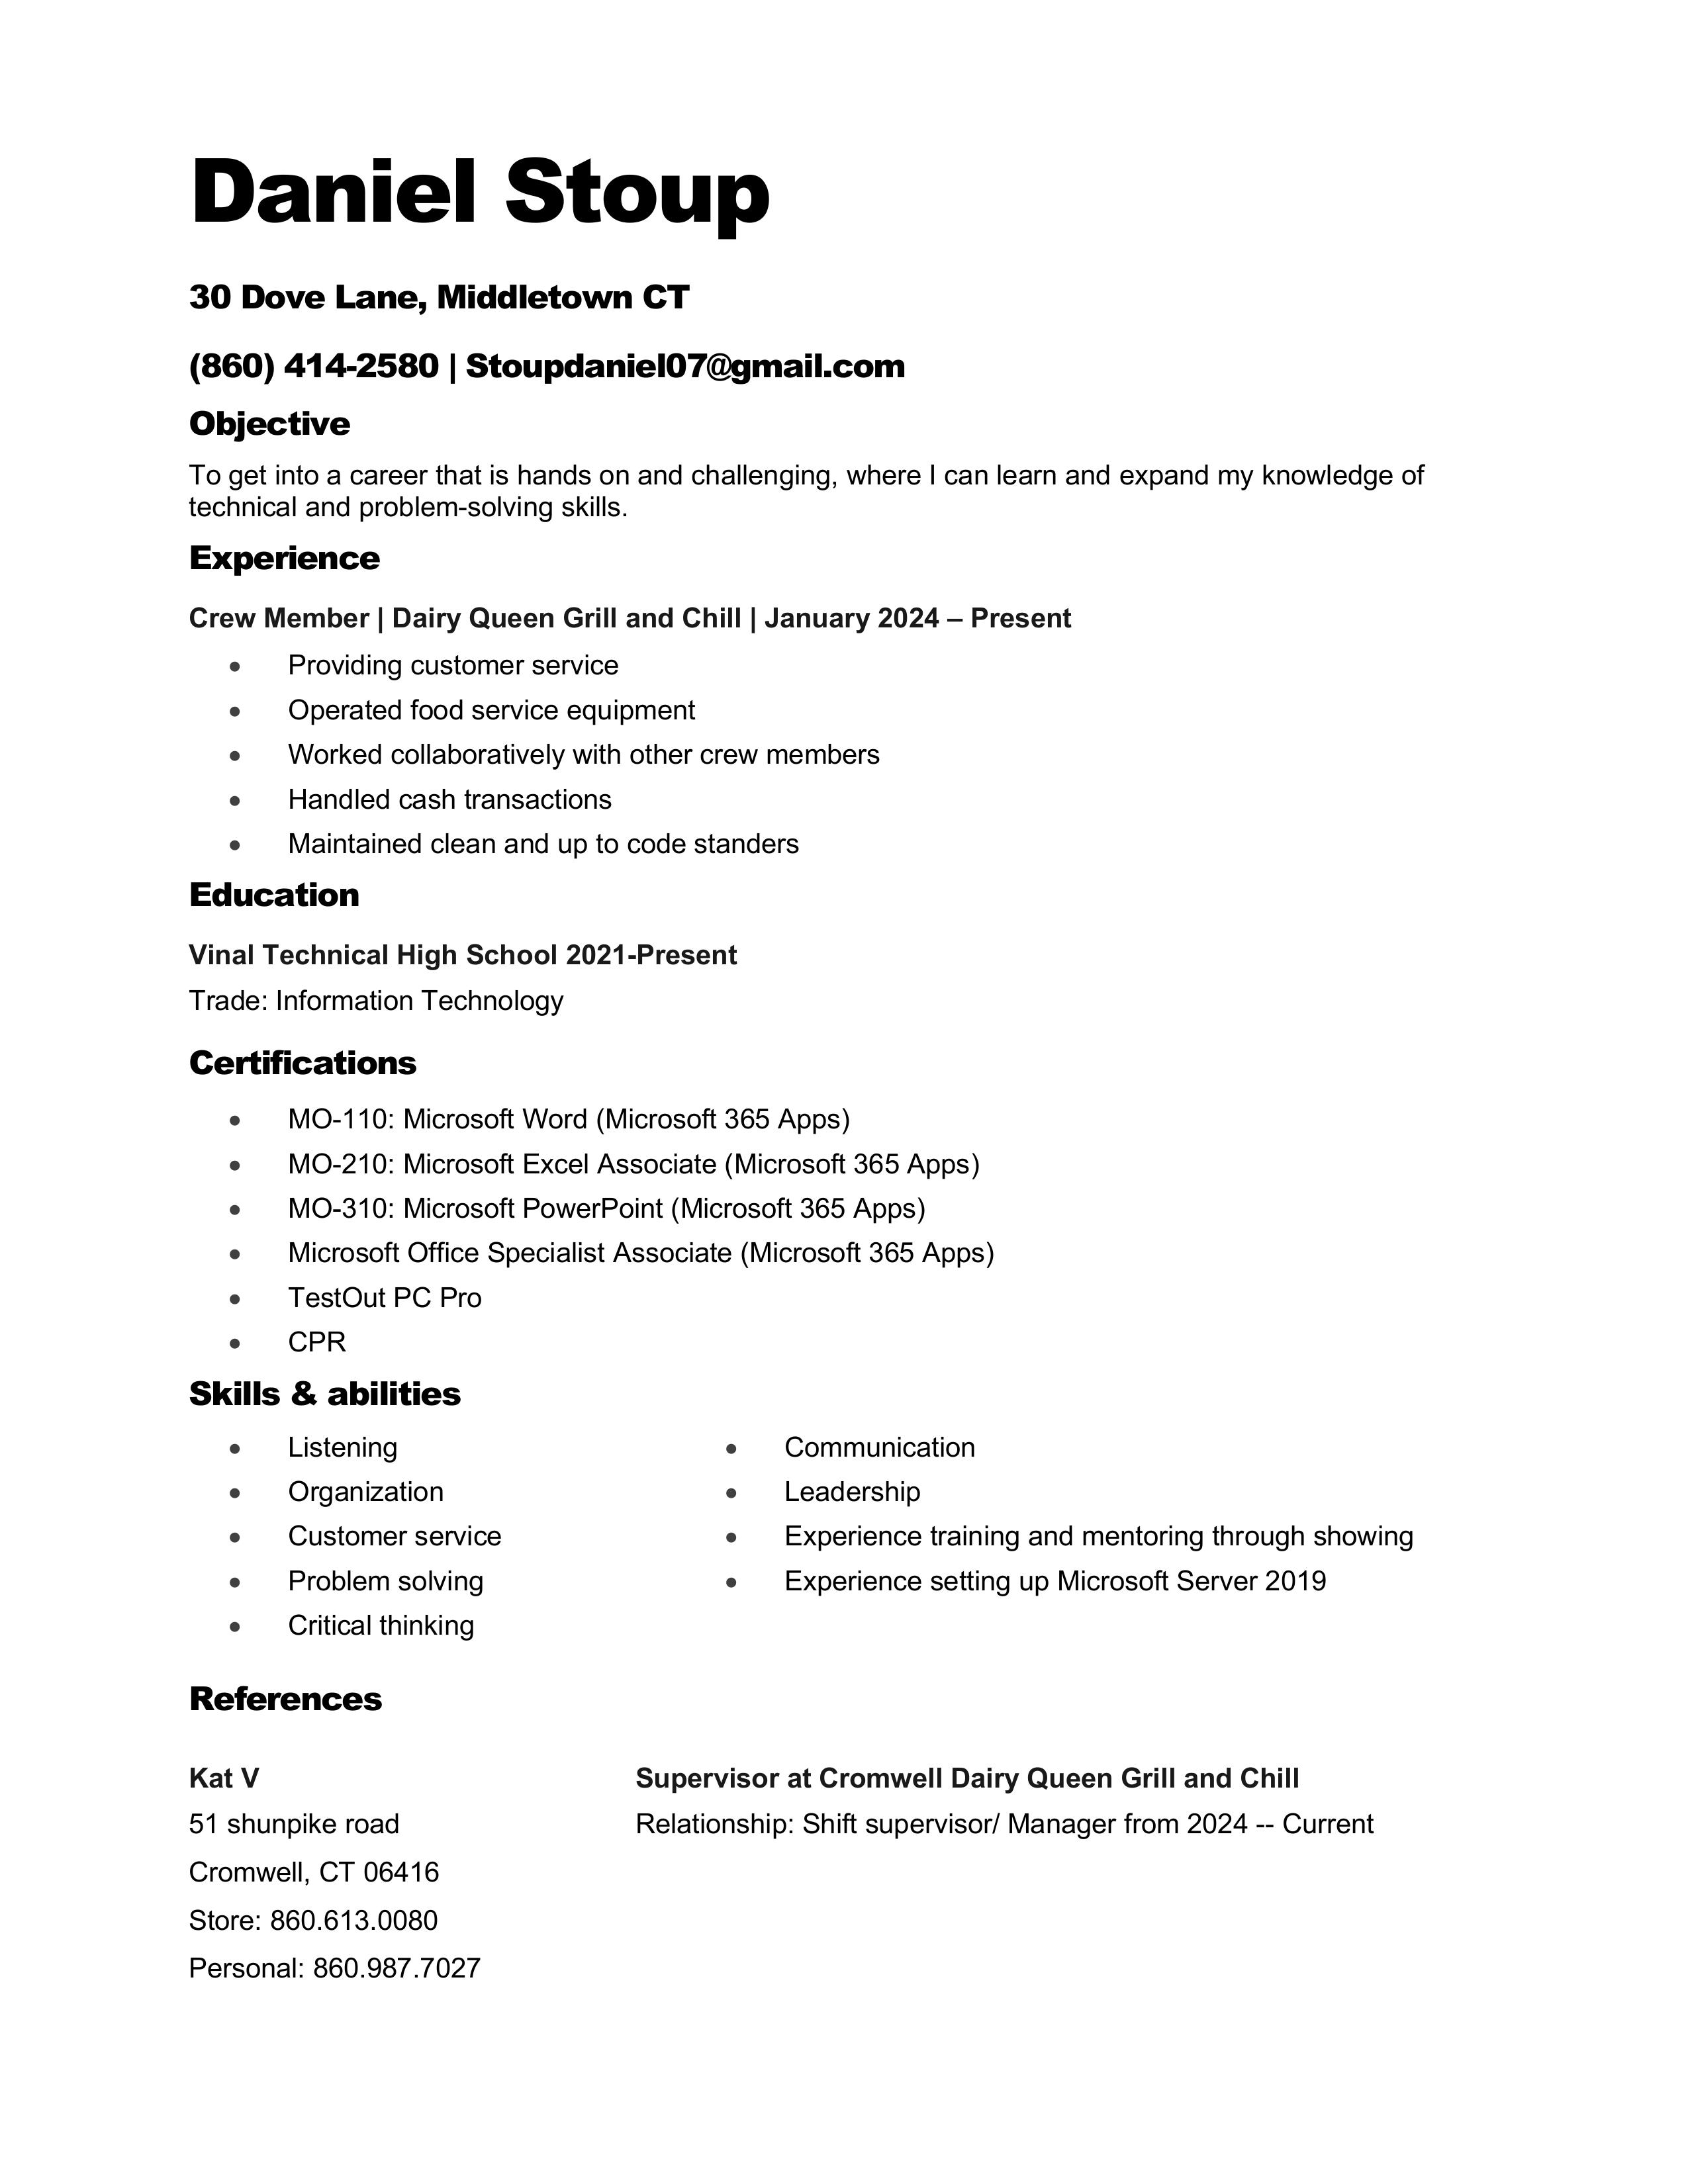 Daniel Stoup
30 Dove Lane, Middletown CT
(860) 414-2580 | Stoupdaniel07@gmail.com
Objective
To get into a career that is hands on and challenging, where I can learn and expand my knowledge of
technical and problem-solving skills.
Experience
Crew Member | Dairy Queen Grill and Chill | January 2024 – Present
• Providing customer service
• Operated food service equipment
• Worked collaboratively with other crew members
• Handled cash transactions
• Maintained clean and up to code standers
Education
Vinal Technical High School 2021-Present
Trade: Information Technology
Certifications
• MO-110: Microsoft Word (Microsoft 365 Apps)
• MO-210: Microsoft Excel Associate (Microsoft 365 Apps)
• MO-310: Microsoft PowerPoint (Microsoft 365 Apps)
• Microsoft Office Specialist Associate (Microsoft 365 Apps)
• TestOut PC Pro
• CPR
Skills & abilities
• Listening
• Organization
• Customer service
• Problem solving
• Critical thinking
• Communication
• Leadership
• Experience training and mentoring through showing
• Experience setting up Microsoft Server 2019
References
Kat V
51 shunpike road
Cromwell, CT 06416
Store: 860.613.0080
Personal: 860.987.7027
Supervisor at Cromwell Dairy Queen Grill and Chill
Relationship: Shift supervisor/ Manager from 2024 -- Current